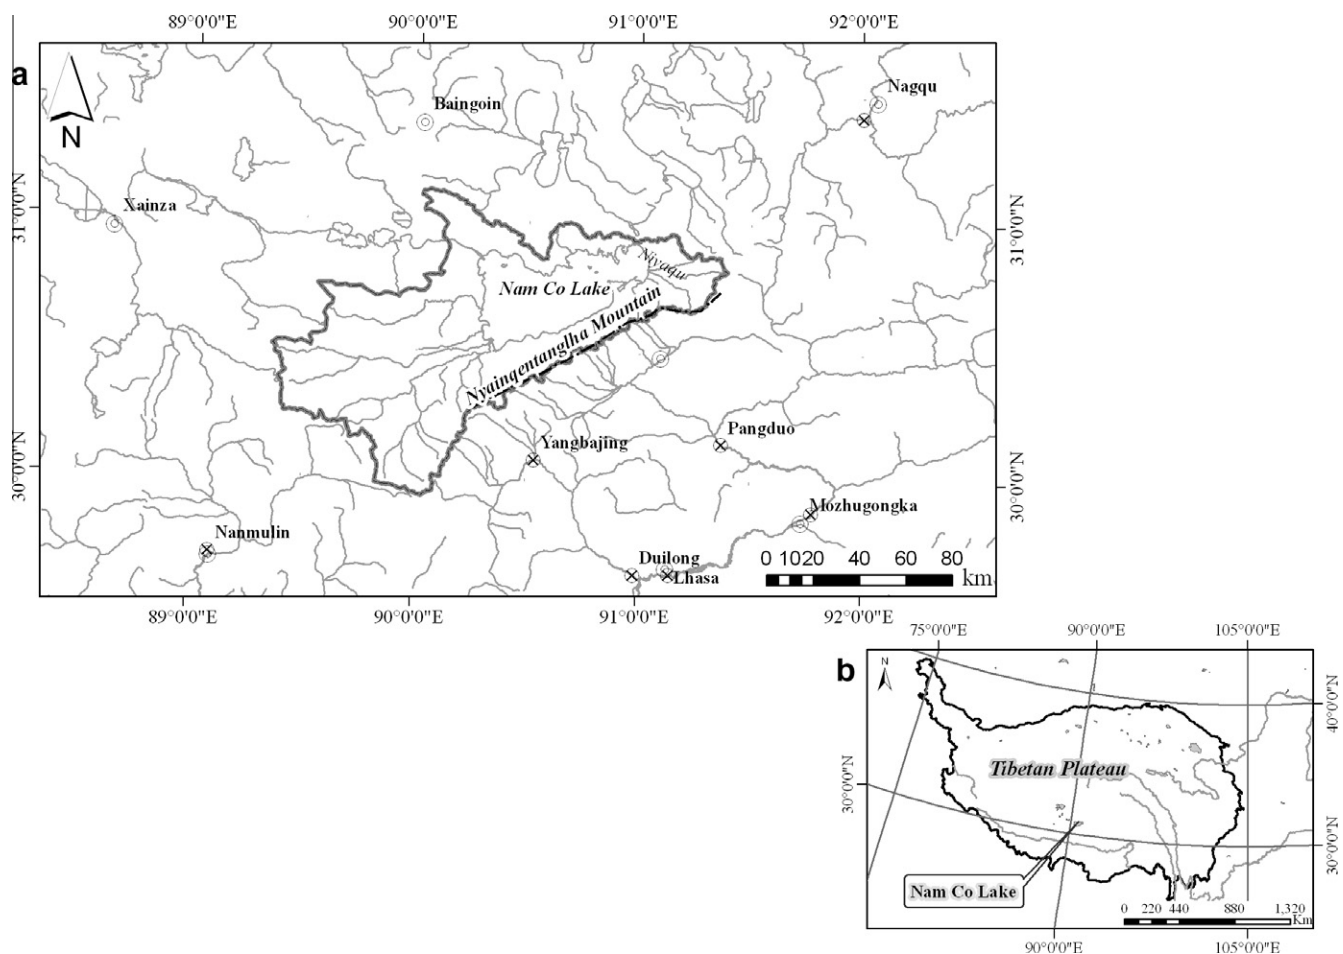 89°0'0"E 90°0'0"E 91°0'0"E 92°0'0"E
a
N
Nagqu
Baingoin
Xainza
31°0'0"N
31°0'0"N
Niyaqu
Nam Co Lake
Nyainqentanglha Mountain
Pangduo
Yangbajing
30°0'0"N
30°0'0"N
Mozhugongka
Nanmulin
Duilong
Lhasa
0 10 20 40 60 80
km
89°0'0"E 90°0'0"E 91°0'0"E 92°0'0"E
75°0'0"E 90°0'0"E 105°0'0"E
b
N
40°0'0"N
Tibetan Plateau
30°0'0"N
30°0'0"N
Nam Co Lake
0 220 440 880 1,320
Km
90°0'0"E 105°0'0"E